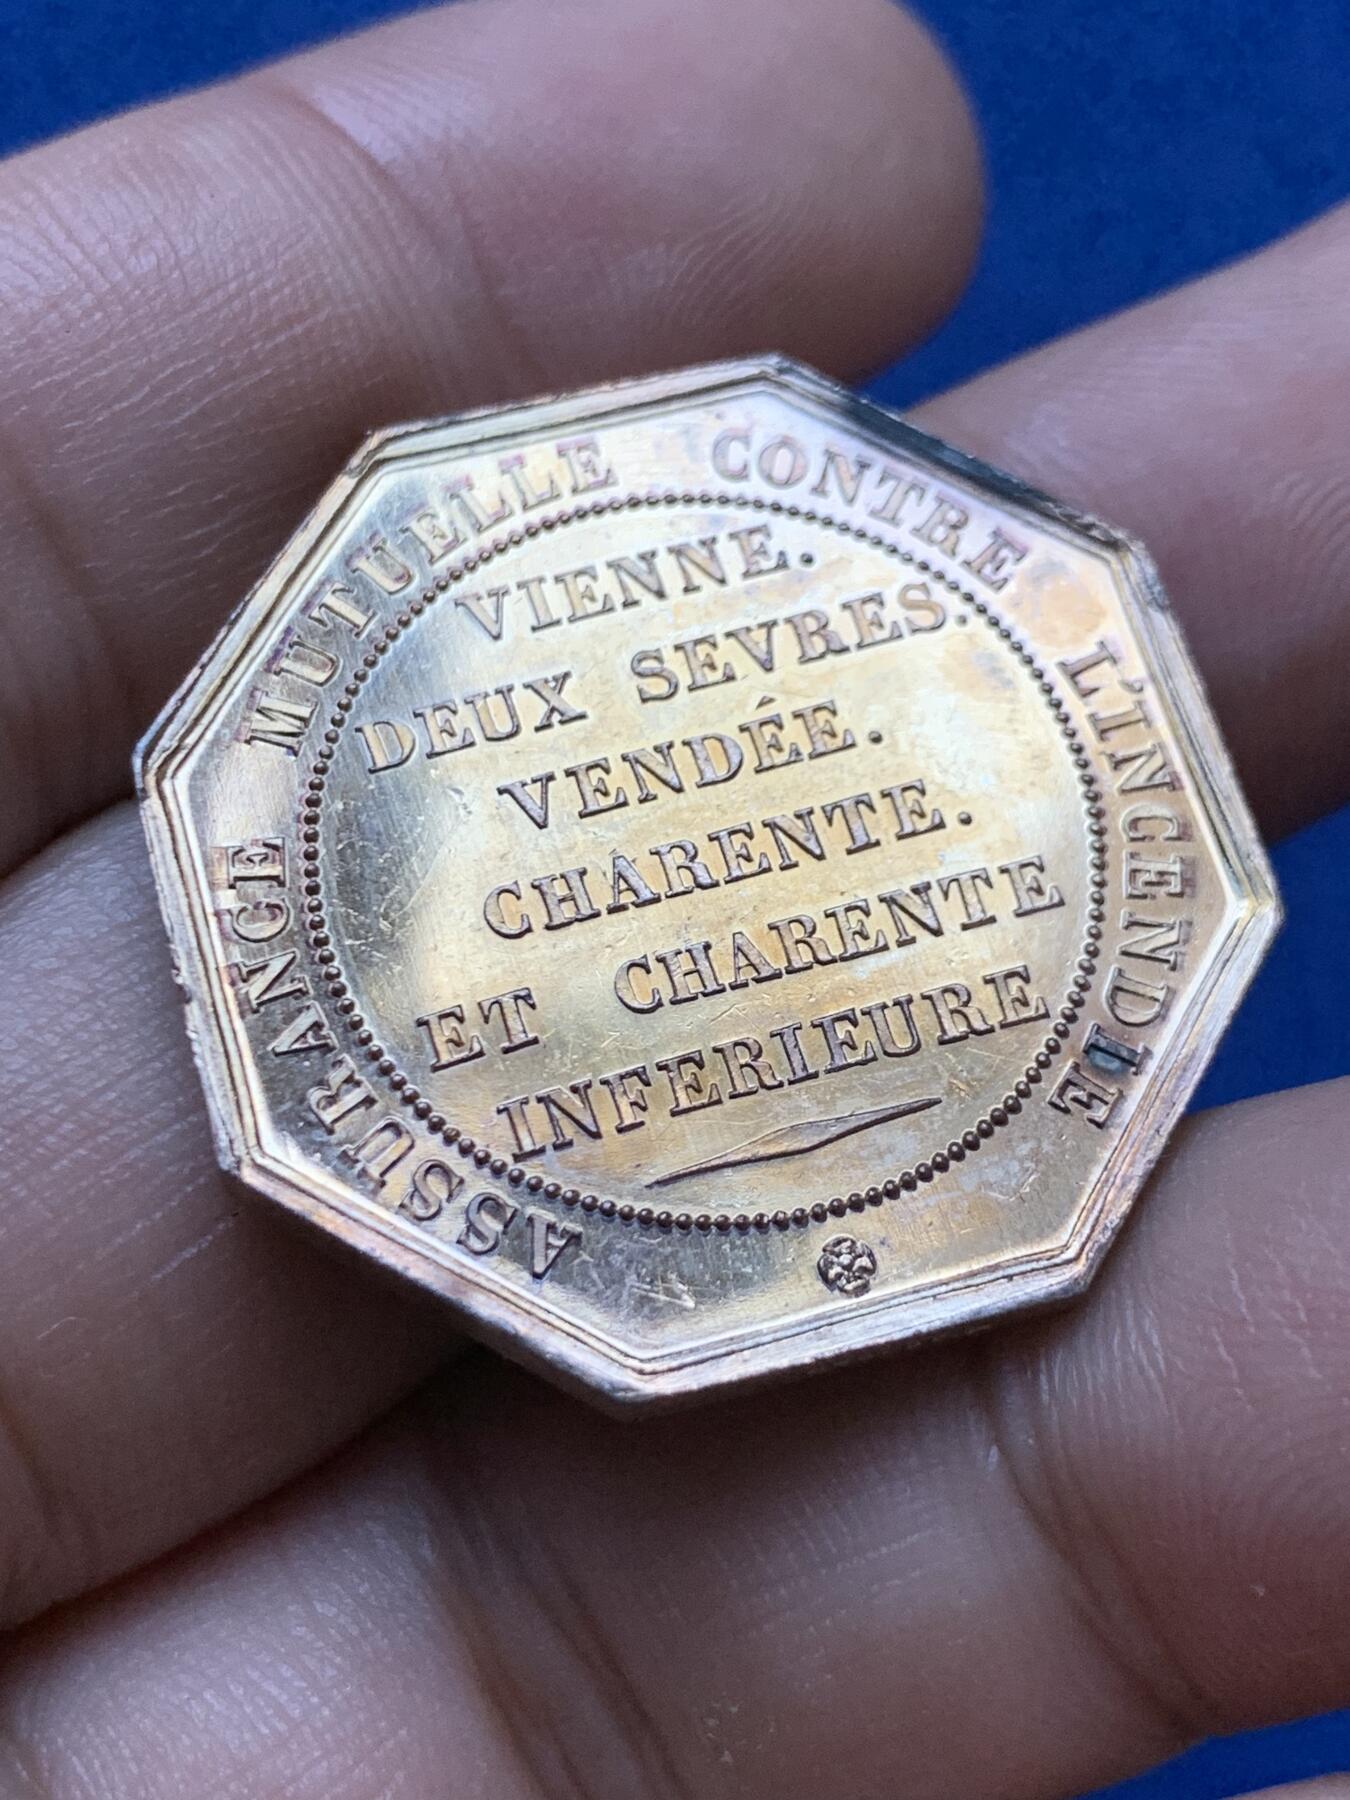 ASSURANCE MUTUELLE CONTRE L'INCENDIE
VIENNE.
DEUX SEVRES.
VENDÉE.
CHARENTE.
ET CHARENTE
INFERIEURE